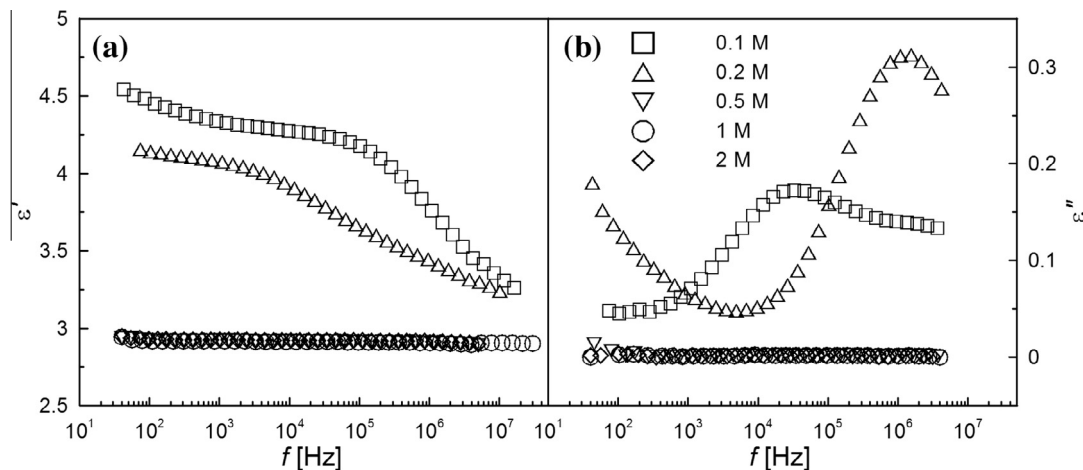 (a)
(b)
5
4.5
4
3.5
3
2.5
ε'
10¹ 10² 10³ 10⁴ 10⁵ 10⁶ 10⁷ 10¹ 10² 10³ 10⁴ 10⁵ 10⁶ 10⁷
f [Hz]
f [Hz]
0.1 M
0.2 M
0.5 M
1 M
2 M
0.3
0.2
0.1
0
ε"